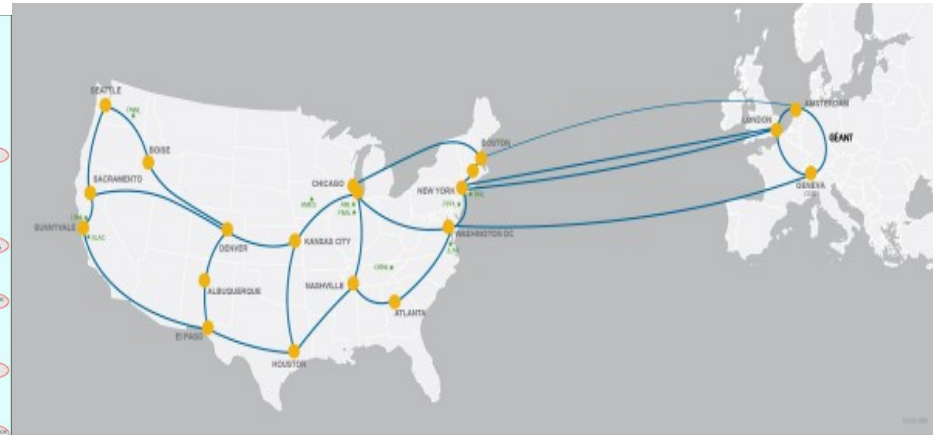 SEATTLE
BOISE
SACRAMENTO
SUNNYVALE
DENVER
ALBUQUERQUE
El PASO
HOUSTON
KANSAS CITY
CHICAGO
NASHVILLE
ATLANTA
WASHINGTON DC
NEW YORK
BOSTON
LONDON
AMSTERDAM
GÉANT
GENEVA